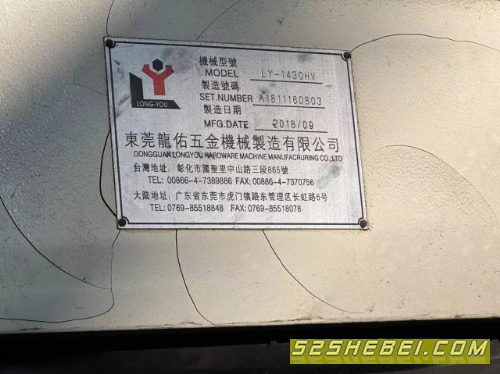 機械型號
MODEL LY-1430HV
製造號碼
SET.NUMBER A1811160803
製造日期
MFG.DATE 2018/09
LONG-YOU
東莞龍佑五金機械製造有限公司
DONGGUAN LONGYOU HARDWARE MACHINE MANUFACRURING CO.,LTD
台灣地址: 彰化市國聖里中山路三段865號
TEL: 00866-4-7389886 FAX:00886-4-7370756
大陸地址: 广东省东莞市虎门镇路东管理区长虹路6号
TEL:0769-85518848 FAX:0769-85518078
52SHEBEI.COM